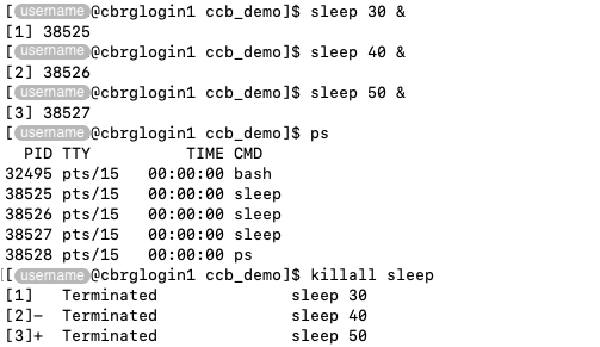 [username@cbrglogin1 ccb_demo]$ sleep 30 &
[1] 38525
[username@cbrglogin1 ccb_demo]$ sleep 40 &
[2] 38526
[username@cbrglogin1 ccb_demo]$ sleep 50 &
[3] 38527
[username@cbrglogin1 ccb_demo]$ ps
  PID TTY          TIME CMD
32495 pts/15   00:00:00 bash
38525 pts/15   00:00:00 sleep
38526 pts/15   00:00:00 sleep
38527 pts/15   00:00:00 sleep
38528 pts/15   00:00:00 ps
[[username@cbrglogin1 ccb_demo]$ killall sleep
[1]   Terminated              sleep 30
[2]-  Terminated              sleep 40
[3]+  Terminated              sleep 50